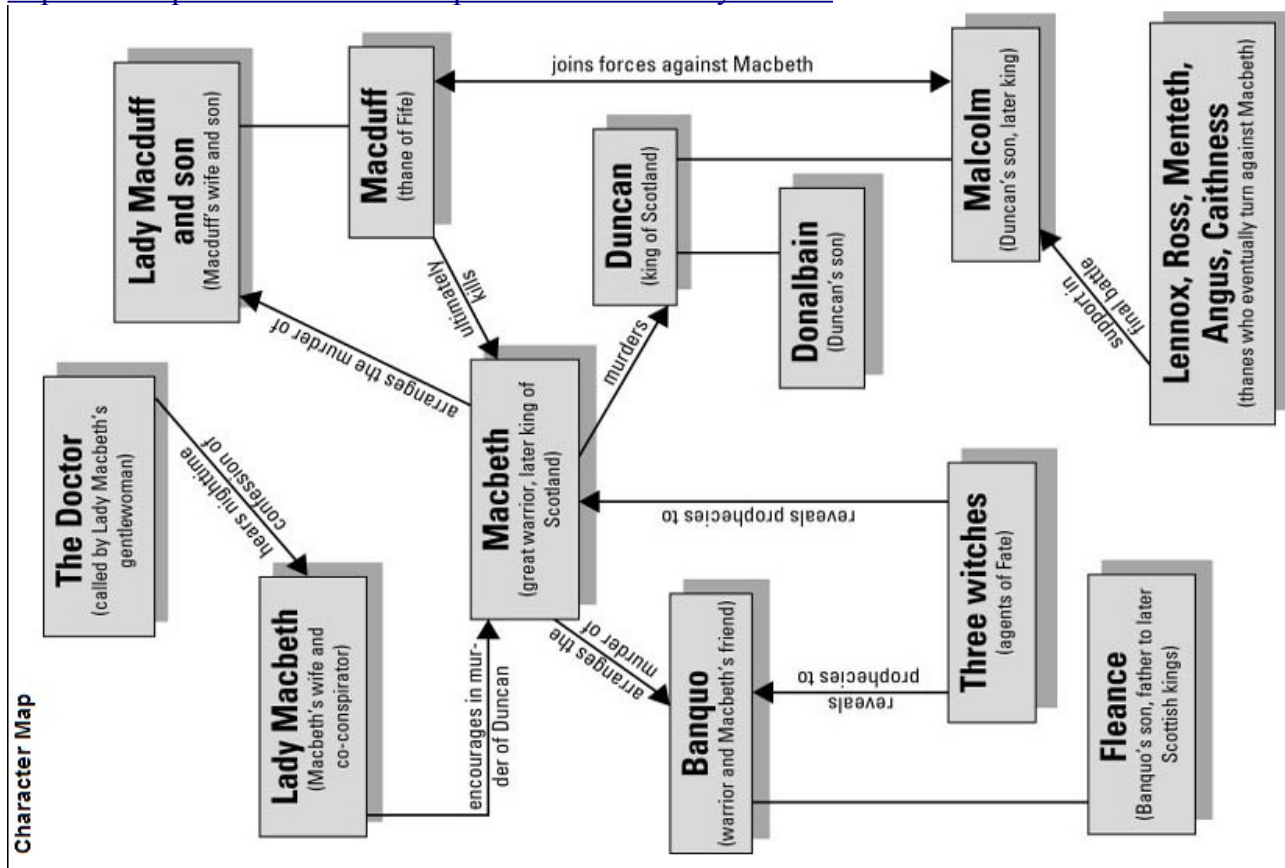 Character Map
The Doctor
(called by Lady Macbeth's
gentlewoman)
hears nighttime
confession of
Lady Macbeth
(Macbeth's wife and
co-conspirator)
encourages in mur-
der of Duncan
Lady Macduff
and son
(Macduff's wife and son)
arranges the murder of
Macduff
(thane of Fife)
ultimately
kills
joins forces against Macbeth
Macbeth
(great warrior, later king of
Scotland)
murders
Duncan
(king of Scotland)
Donalbain
(Duncan's son)
Malcolm
(Duncan's son, later king)
support in
final battle
Lennox, Ross, Menteth,
Angus, Caithness
(thanes who eventually turn against Macbeth)
arranges the
murder of
Banquo
(warrior and Macbeth's friend)
reveals prophecies to
reveals
prophecies to
Three witches
(agents of Fate)
Fleance
(Banquo's son, father to later
Scottish kings)